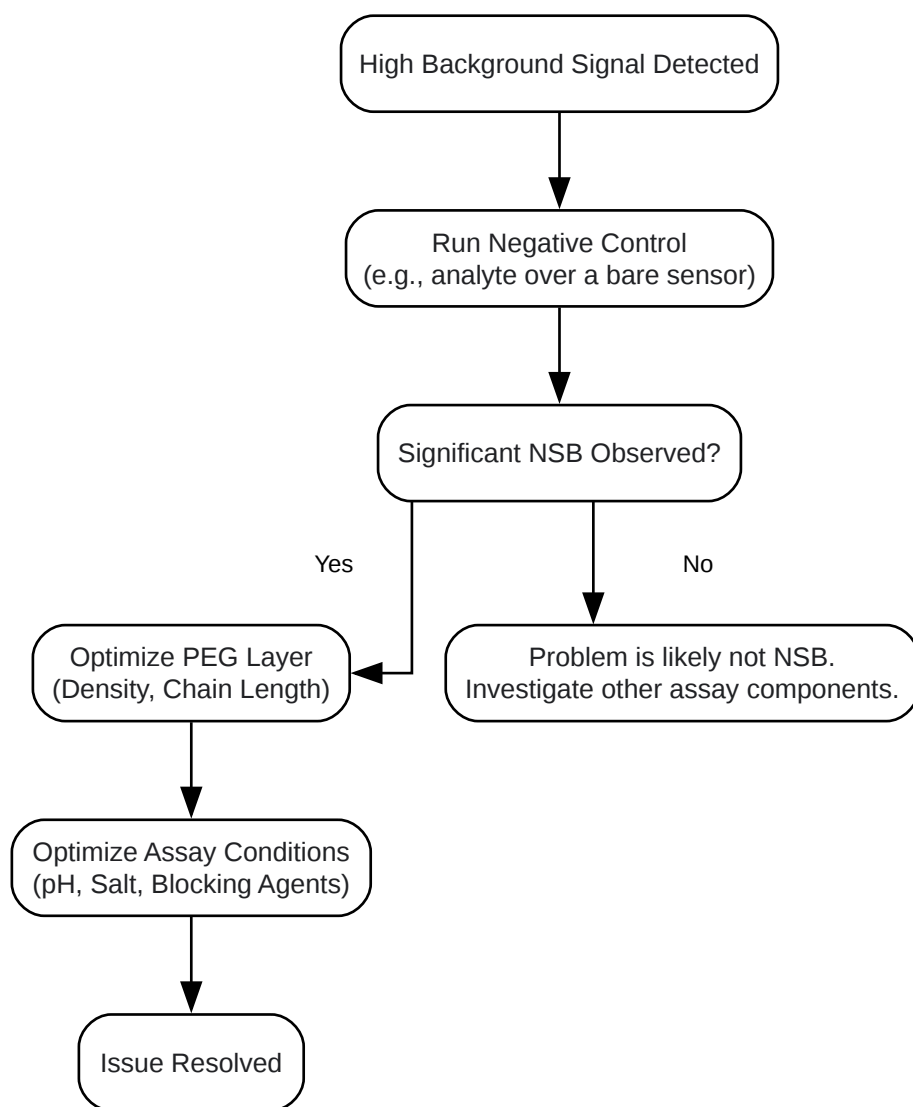 High Background Signal Detected
Run Negative Control
(e.g., analyte over a bare sensor)
Significant NSB Observed?
Yes
No
Optimize PEG Layer
(Density, Chain Length)
Problem is likely not NSB.
Investigate other assay components.
Optimize Assay Conditions
(pH, Salt, Blocking Agents)
Issue Resolved